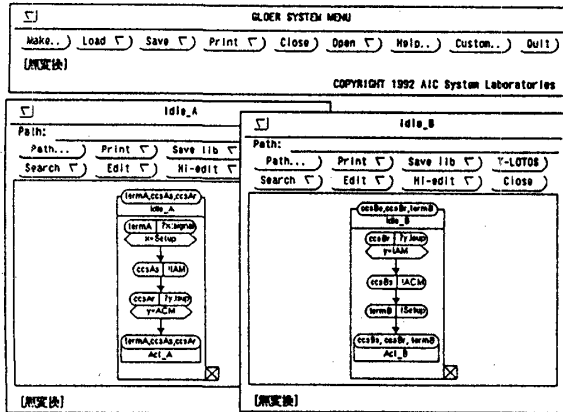 GLOER SYSTEM MENU
Make.. Load Save Print Close Open Help.. Custom.. Quit
[無変換]
COPYRIGHT 1992 AIC System Laboratories
Idle_A
Path:
Path... Print Save lib
Search Edit Hi-edit
termA,ccsAs,ccsAr
Idle_A
termA ?x:signal
x=Setup
ccsAs !IAM
ccsAr ?y:isup
y=ACM
termA,ccsAs,ccsAr
Act_A
[無変換]
Idle_B
Path:
Path... Print Save lib Y-LOTOS
Search Edit Hi-edit Close
ccsBs,ccsBr,termB
Idle_B
ccsBr ?y:isup
y=IAM
ccsBs !ACM
termB !Setup
ccsBs, ccsBr, termB
Act_B
[無変換]